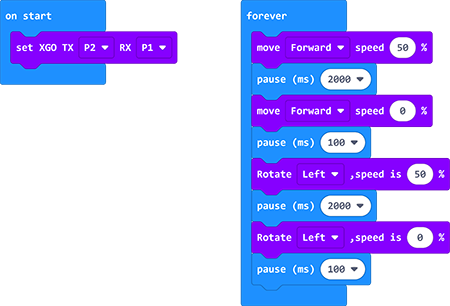 on start
set XGO TX P2 RX P1
forever
move Forward speed 50 %
pause (ms) 2000
move Forward speed 0 %
pause (ms) 100
Rotate Left ,speed is 50 %
pause (ms) 2000
Rotate Left ,speed is 0 %
pause (ms) 100